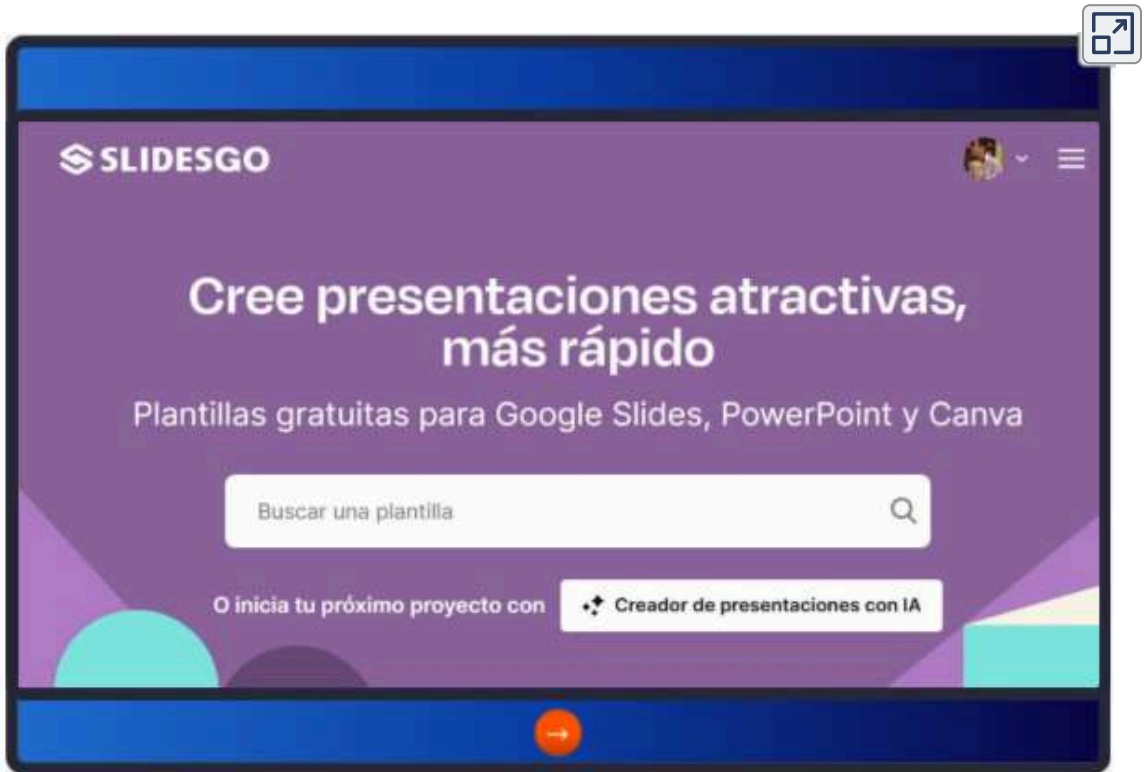 SLIDESGO
Cree presentaciones atractivas,
más rápido
Plantillas gratuitas para Google Slides, PowerPoint y Canva
Buscar una plantilla
O inicia tu próximo proyecto con
Creador de presentaciones con IA